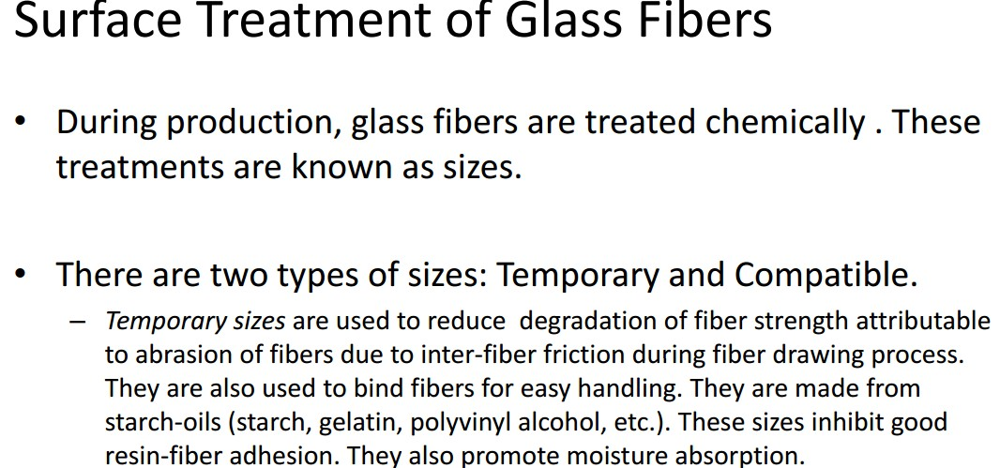 Surface Treatment of Glass Fibers
• During production, glass fibers are treated chemically . These
treatments are known as sizes.
• There are two types of sizes: Temporary and Compatible.
– Temporary sizes are used to reduce  degradation of fiber strength attributable
to abrasion of fibers due to inter-fiber friction during fiber drawing process.
They are also used to bind fibers for easy handling. They are made from
starch-oils (starch, gelatin, polyvinyl alcohol, etc.). These sizes inhibit good
resin-fiber adhesion. They also promote moisture absorption.